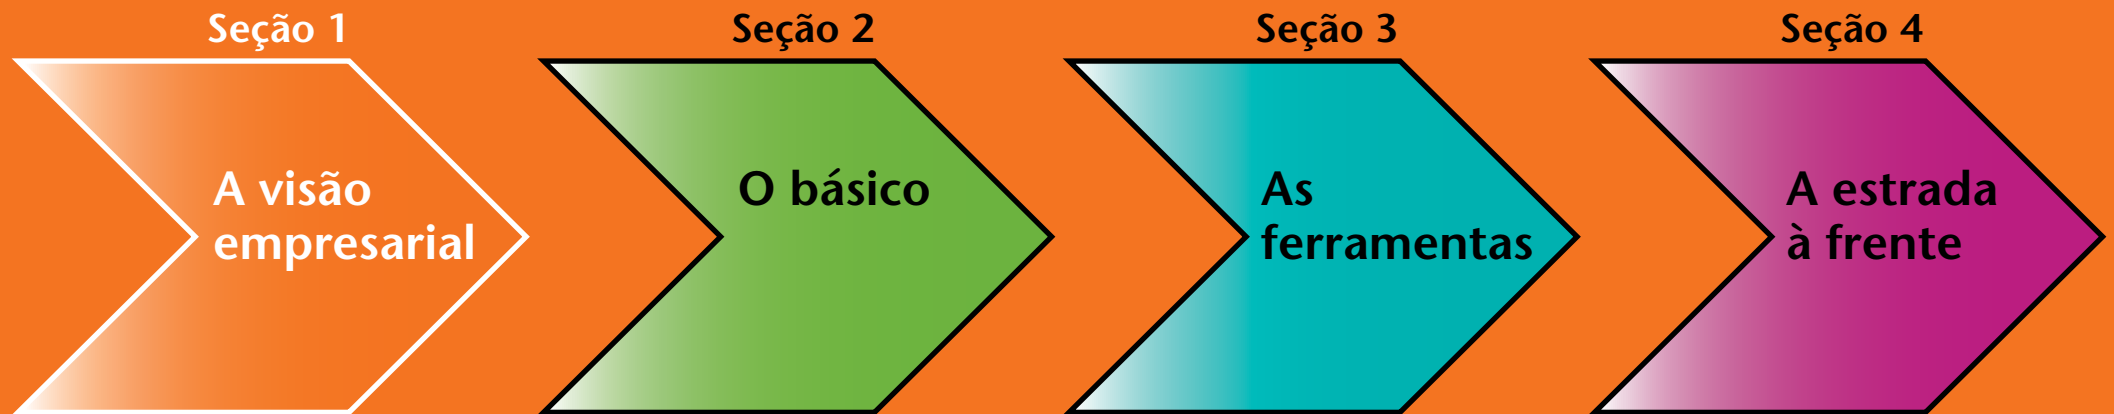 Seção 1
A visão
empresarial
Seção 2
O básico
Seção 3
As
ferramentas
Seção 4
A estrada
à frente